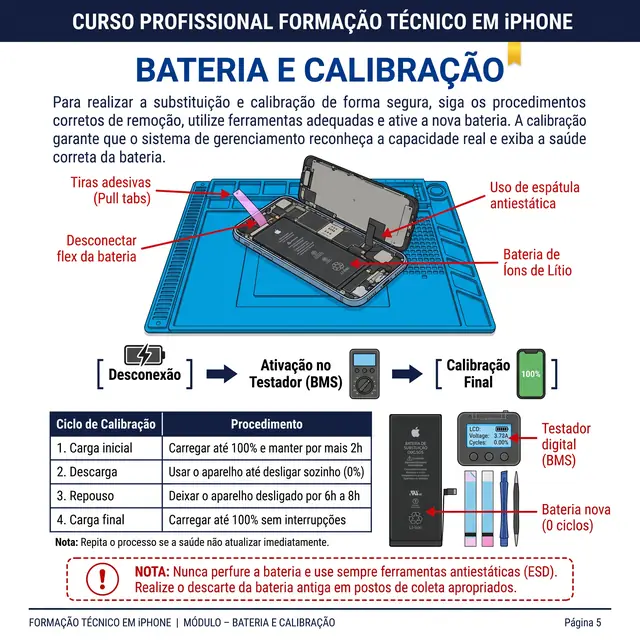 CURSO PROFISSIONAL FORMAÇÃO TÉCNICO EM iPHONE
BATERIA E CALIBRAÇÃO
Para realizar a substituição e calibração de forma segura, siga os procedimentos
corretos de remoção, utilize ferramentas adequadas e ative a nova bateria. A calibração
garante que o sistema de gerenciamento reconheça a capacidade real e exiba a saúde
correta da bateria.
Tiras adesivas
(Pull tabs)
Uso de espátula
antiestática
Desconectar
flex da bateria
Bateria de
Íons de Lítio
Desconexão
Ativação no
Testador (BMS)
Calibração
Final
100%
Ciclo de Calibração Procedimento
1. Carga inicial Carregar até 100% e manter por mais 2h
2. Descarga Usar o aparelho até desligar sozinho (0%)
3. Repouso Deixar o aparelho desligado por 6h a 8h
4. Carga final Carregar até 100% sem interrupções
Nota: Repita o processo se a saúde não atualizar imediatamente.
BATERIA DE
SUBSTITUIÇÃO
LCD:
Voltage: 3.73A
Cycles: 0.00%
Testador
digital
(BMS)
Bateria nova
(0 ciclos)
NOTA: Nunca perfure a bateria e use sempre ferramentas antiestáticas (ESD).
Realize o descarte da bateria antiga em postos de coleta apropriados.
FORMAÇÃO TÉCNICO EM iPHONE | MÓDULO – BATERIA E CALIBRAÇÃO
Página 5